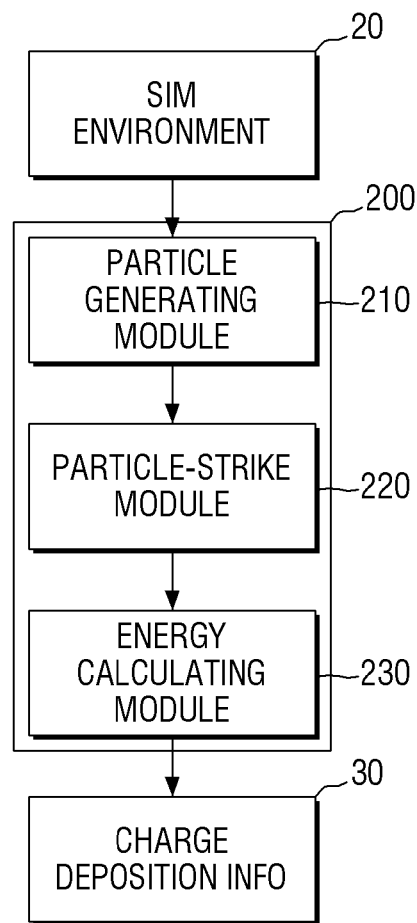 20
SIM
ENVIRONMENT
200
PARTICLE
GENERATING
MODULE
210
PARTICLE-STRIKE
MODULE
220
ENERGY
CALCULATING
MODULE
230
30
CHARGE
DEPOSITION INFO